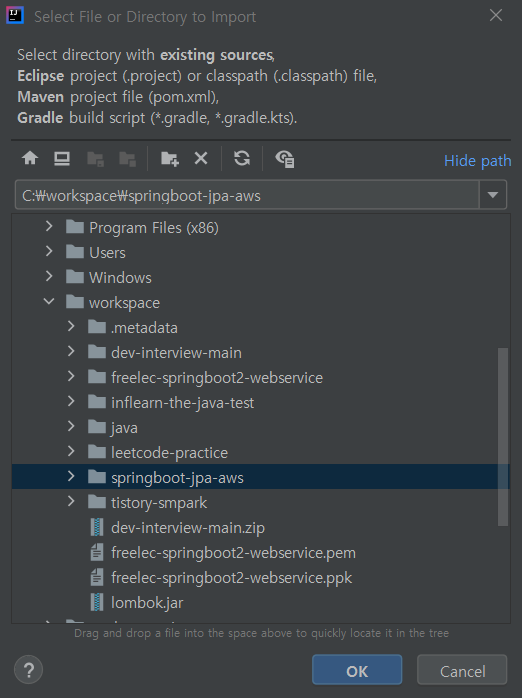 Select File or Directory to Import
Select directory with existing sources,
Eclipse project (.project) or classpath (.classpath) file,
Maven project file (pom.xml),
Gradle build script (*.gradle, *.gradle.kts).
Hide path
C:₩workspace₩springboot-jpa-aws
Program Files (x86)
Users
Windows
workspace
.metadata
dev-interview-main
freelec-springboot2-webservice
inflearn-the-java-test
java
leetcode-practice
springboot-jpa-aws
tistory-smpark
dev-interview-main.zip
freelec-springboot2-webservice.pem
freelec-springboot2-webservice.ppk
lombok.jar
Drag and drop a file into the space above to quickly locate it in the tree
? OK Cancel